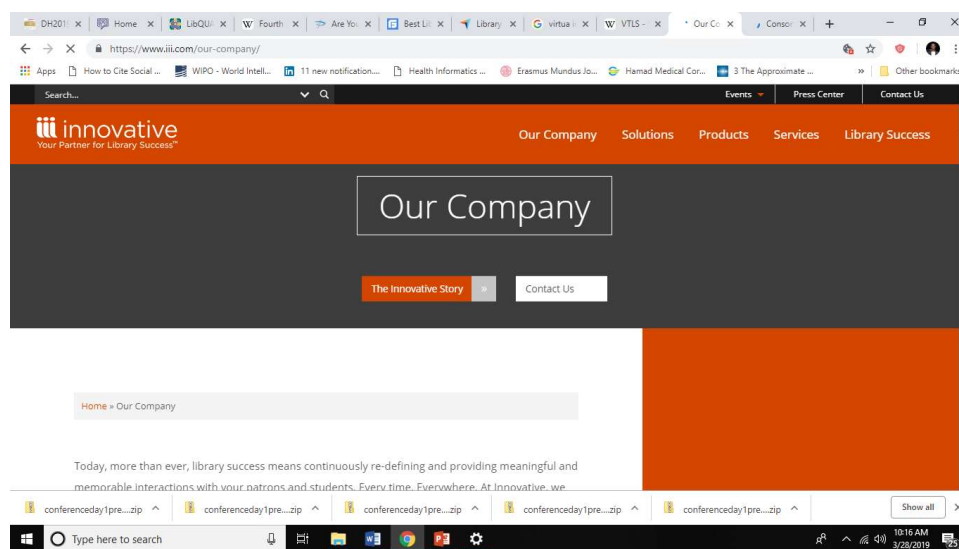 DH201 Home LibQUA Fourth Are You Best Lib Library virtua in VTLS - Our Co Consor
https://www.iii.com/our-company/
Apps How to Cite Social ... WIPO - World Intell... 11 new notification.... Health Informatics ... Erasmus Mundus Jo... Hamad Medical Cor... 3 The Approximate ... » Other bookmarks
Search... Events Press Center Contact Us
iii innovative
Your Partner for Library Success™
Our Company Solutions Products Services Library Success
Our Company
The Innovative Story » Contact Us
Home » Our Company
Today, more than ever, library success means continuously re-defining and providing meaningful and
memorable interactions with your patrons and students. Every time. Everywhere. At Innovative, we
conferenceday1pre....zip conferenceday1pre....zip conferenceday1pre....zip conferenceday1pre....zip conferenceday1pre....zip Show all
Type here to search
10:16 AM
3/28/2019
25